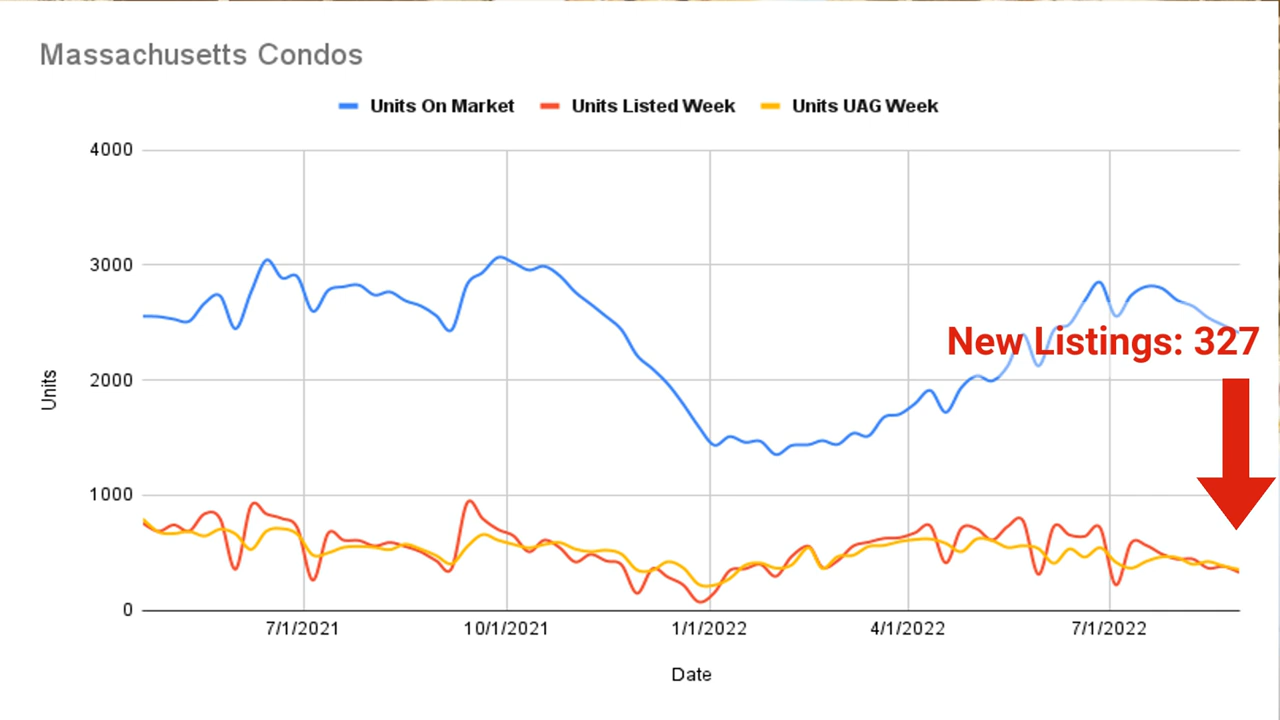 Massachusetts Condos
Units On Market Units Listed Week Units UAG Week
4000
3000
New Listings: 327
2000
Units
1000
0
7/1/2021 10/1/2021 1/1/2022 4/1/2022 7/1/2022
Date